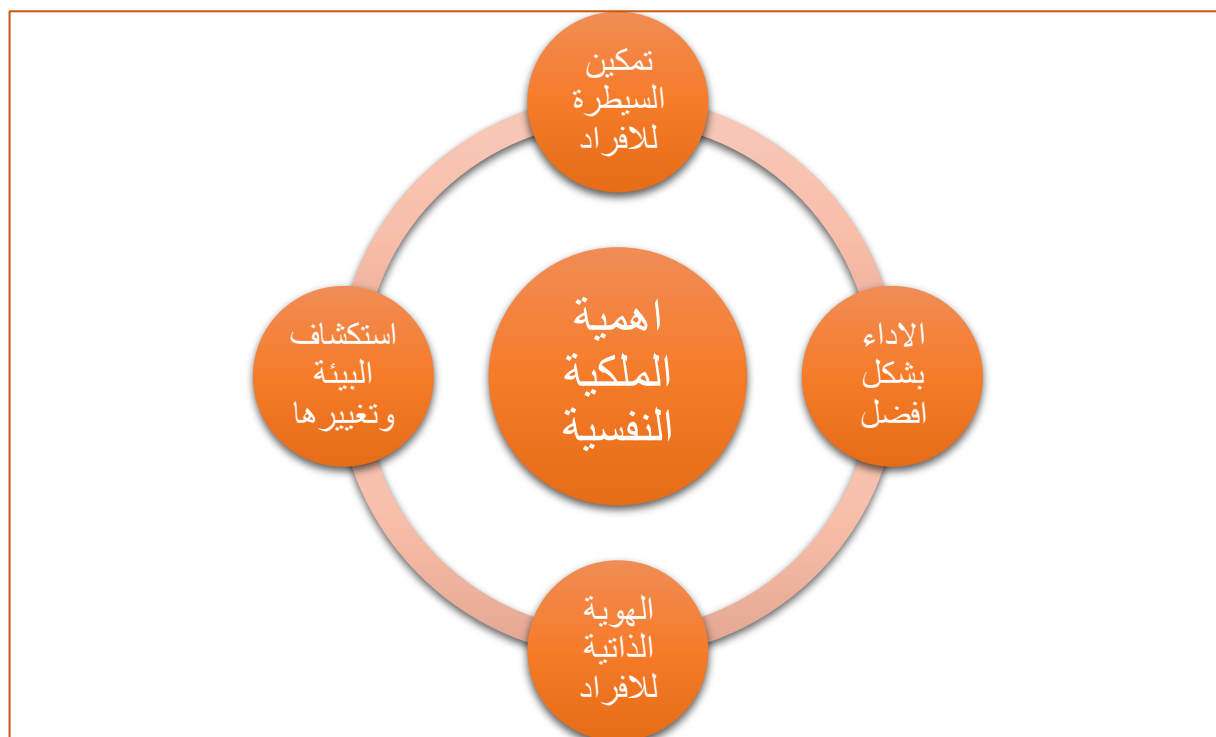 تمكين
السيطرة
للافراد
اهمية
الملكية
النفسية
الاداء
بشكل
افضل
الهوية
الذاتية
للافراد
استكشاف
البيئة
وتغييرها